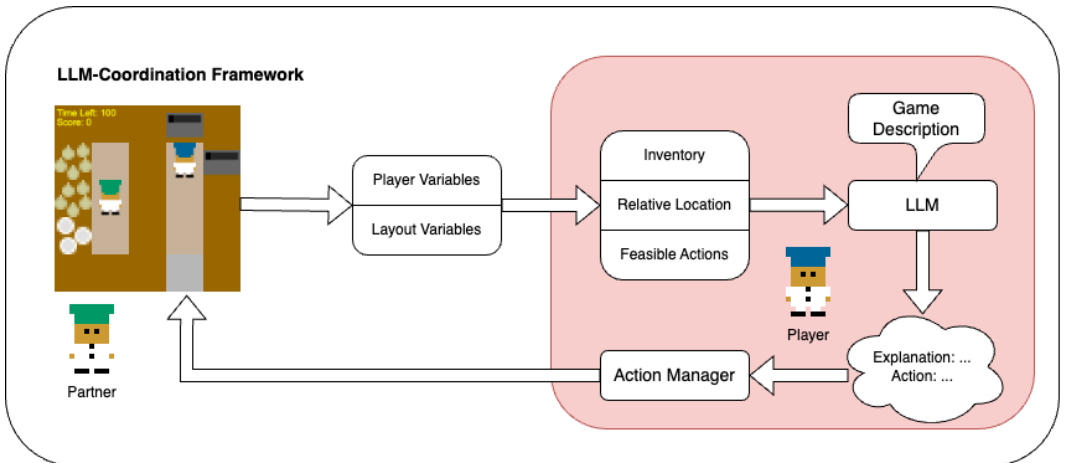 LLM-Coordination Framework
Time Left: 100
Score: 0
Partner
Player Variables
Layout Variables
Inventory
Relative Location
Feasible Actions
Game
Description
LLM
Player
Explanation: ...
Action: ...
Action Manager